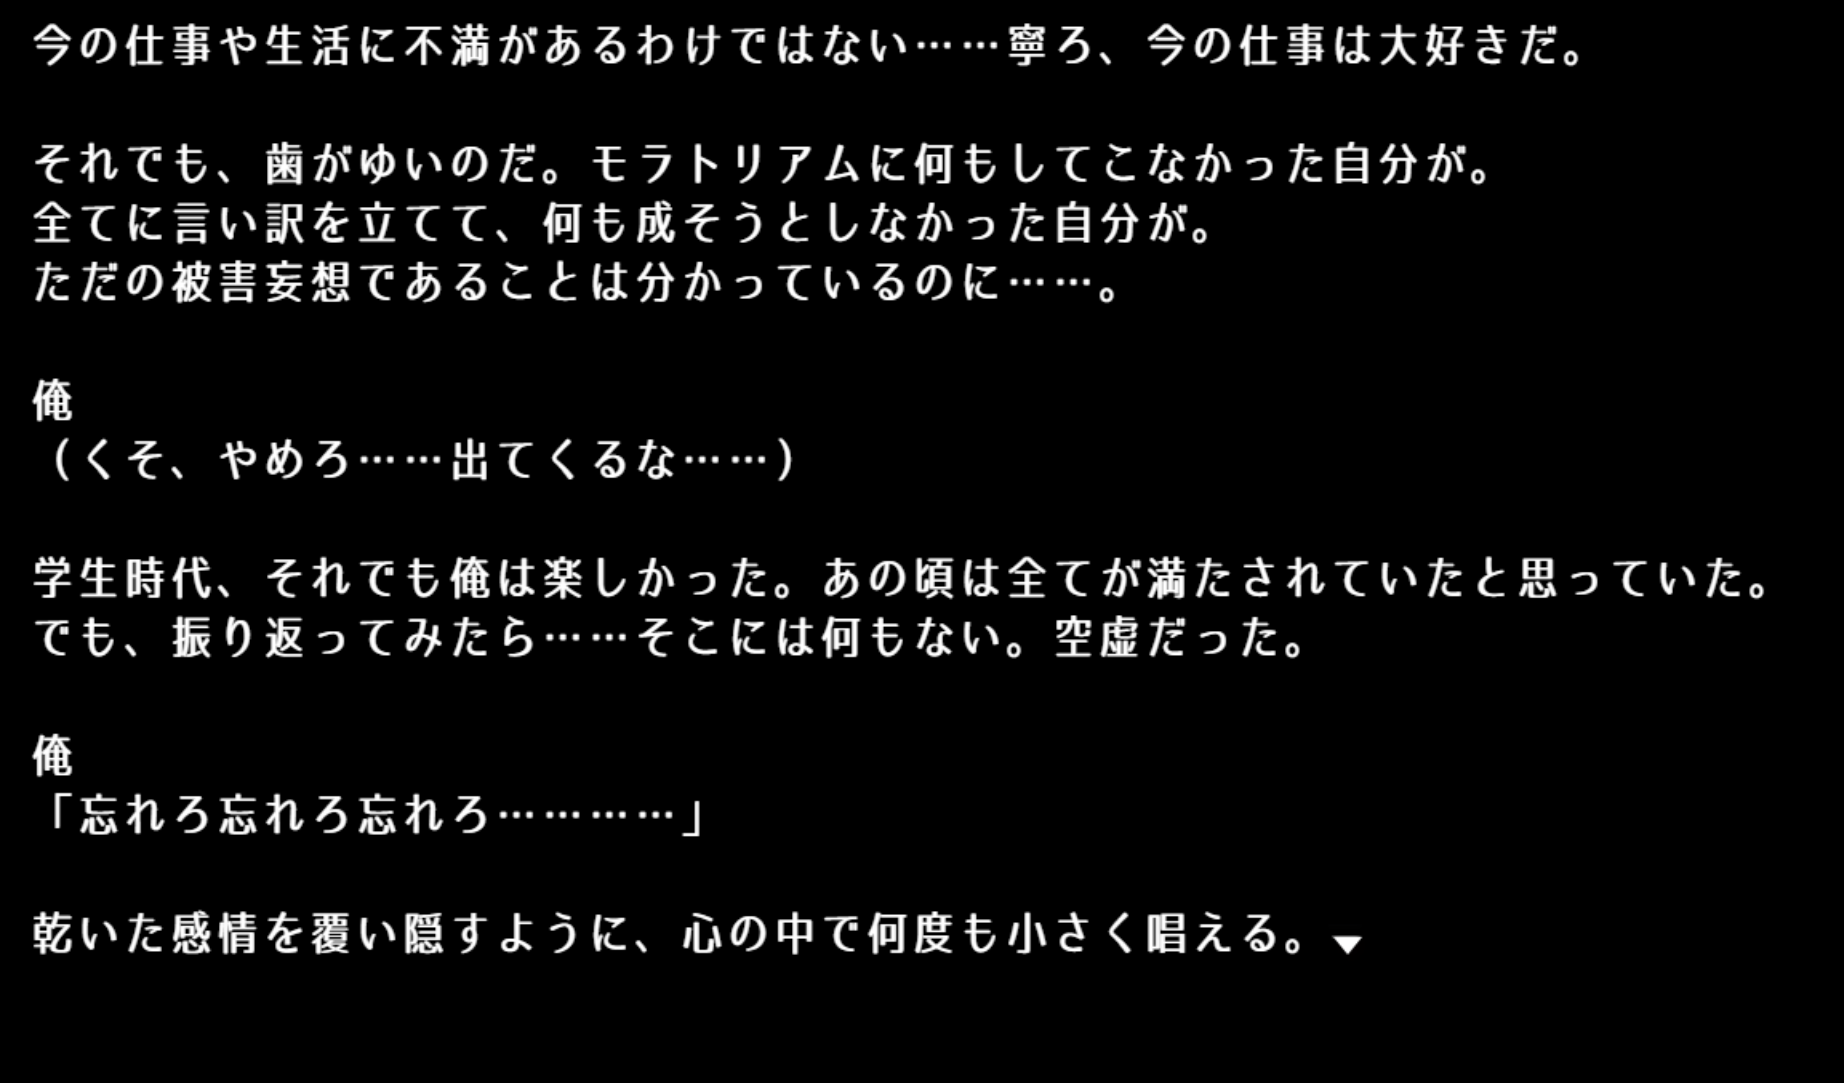 今の仕事や生活に不満があるわけではない……寧ろ、今の仕事は大好きだ。
それでも、歯がゆいのだ。モラトリアムに何もしてこなかった自分が。
全てに言い訳を立てて、何も成そうとしなかった自分が。
ただの被害妄想であることは分かっているのに……。
俺
（くそ、やめろ……出てくるな……）
学生時代、それでも俺は楽しかった。あの頃は全てが満たされていたと思っていた。
でも、振り返ってみたら……そこには何もない。空虚だった。
俺
「忘れろ忘れろ忘れろ…………」
乾いた感情を覆い隠すように、心の中で何度も小さく唱える。